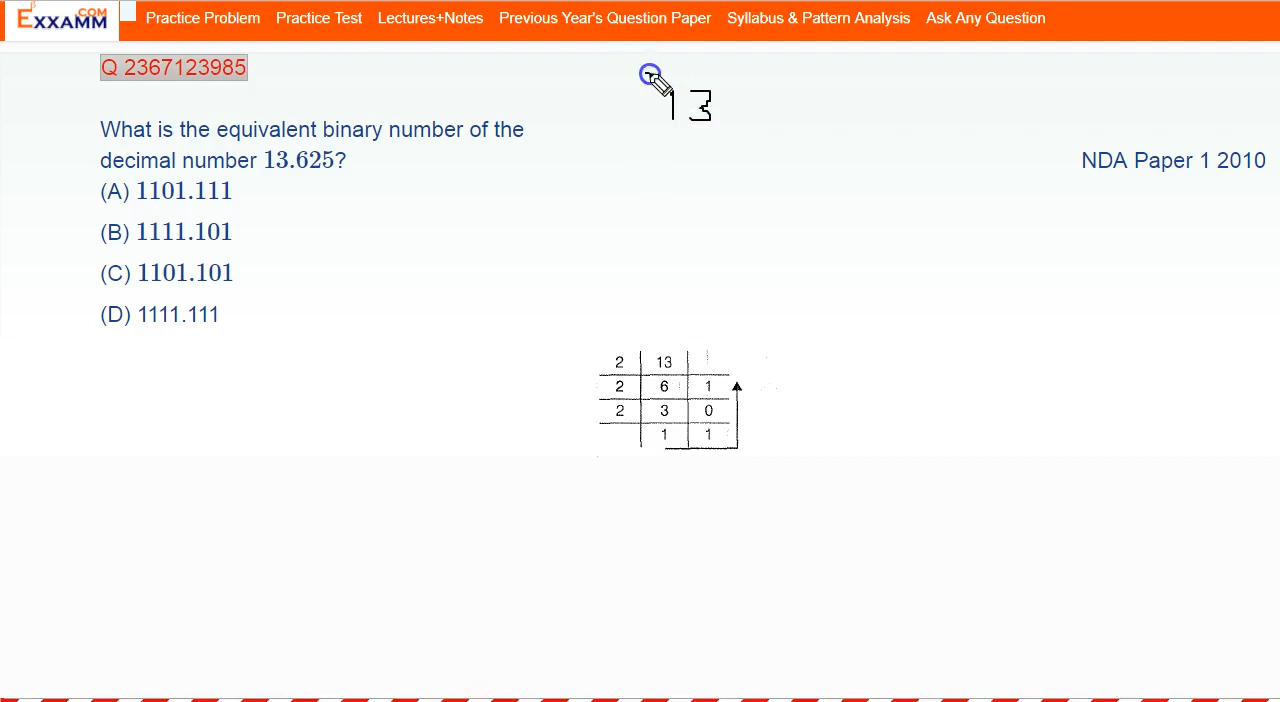 EXXAMM .COM β
Practice Problem Practice Test Lectures+Notes Previous Year's Question Paper Syllabus & Pattern Analysis Ask Any Question
Q 2367123985
13
What is the equivalent binary number of the
decimal number 13.625?
NDA Paper 1 2010
(A) 1101.111
(B) 1111.101
(C) 1101.101
(D) 1111.111
2 13
2 6 1
2 3 0
1 1